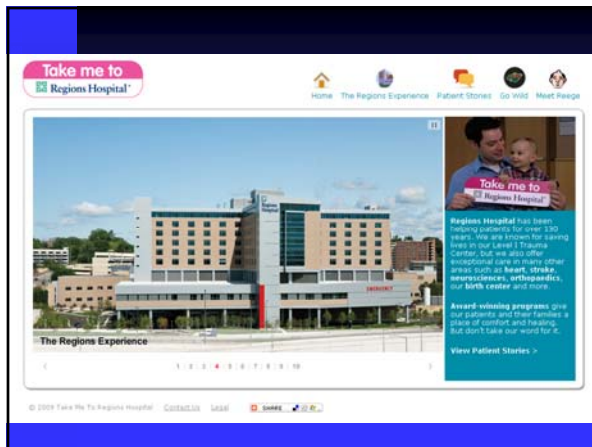 Take me to
Regions Hospital
Home The Regions Experience Patient Stories Go Wild Meet Reege
Regions
Hospital
EMERGENCY
The Regions Experience
1 2 3 4 5 6 7 8 9 10
Take me to
Regions Hospital
Regions Hospital has been
helping patients for over 130
years. We are known for saving
lives in our Level I Trauma
Center, but we also offer
exceptional care in many other
areas such as heart, stroke,
neurosciences, orthopaedics,
our birth center and more.
Award-winning programs give
our patients and their families a
place of comfort and healing.
But don't take our word for it.
View Patient Stories >
© 2009 Take Me To Regions Hospital Contact Us Legal SHARE